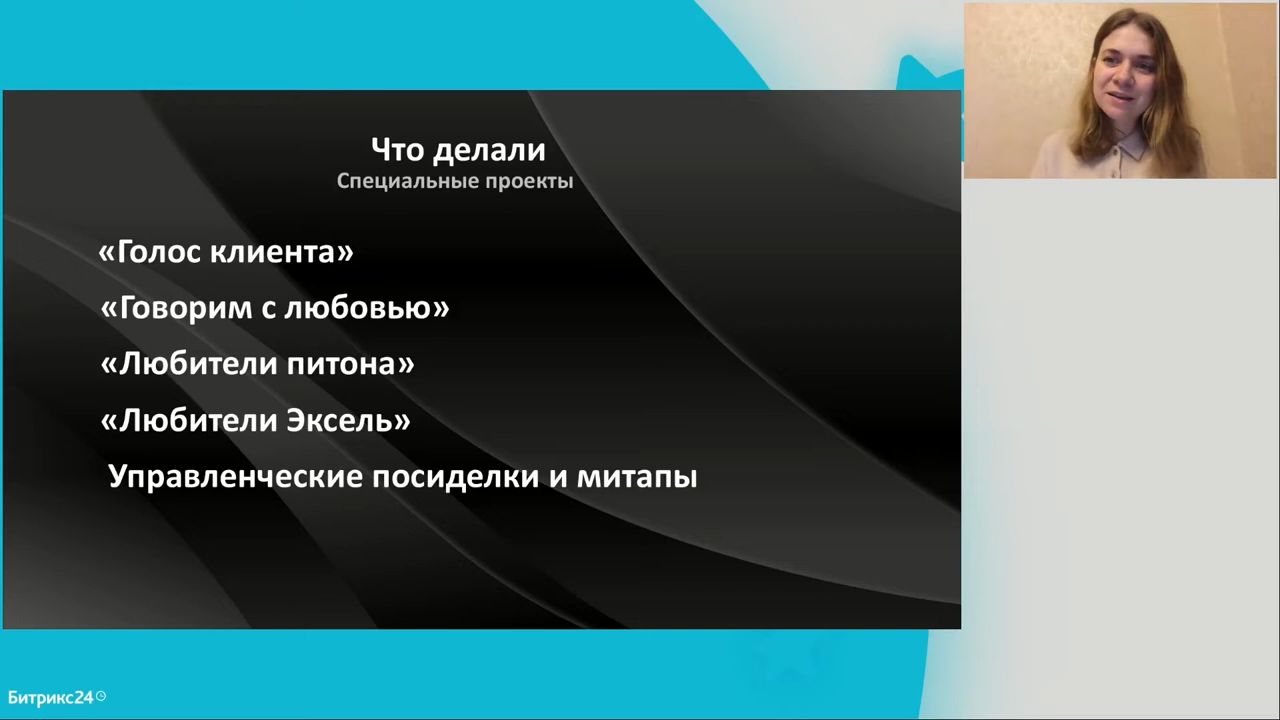 Что делали
Специальные проекты
«Голос клиента»
«Говорим с любовью»
«Любители питона»
«Любители Эксель»
Управленческие посиделки и митапы
Битрикс24